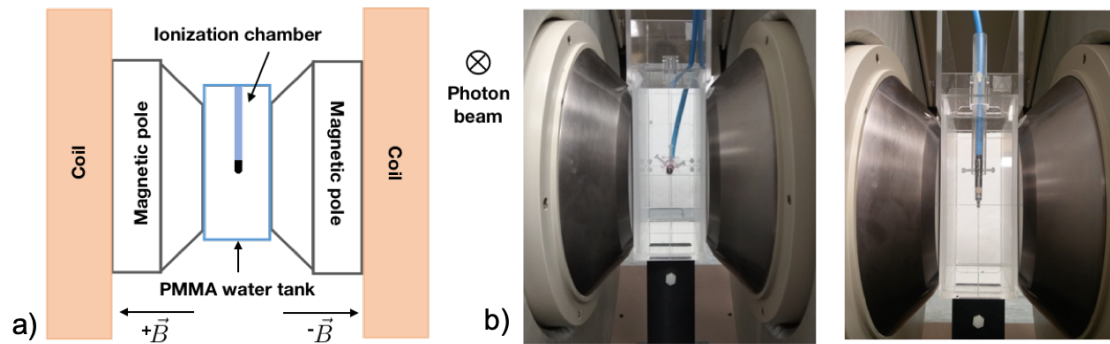 a)
Ionization chamber
Coil
Magnetic pole
Magnetic pole
Coil
PMMA water tank
+B⃗
-B⃗
⊗
Photon
beam
b)